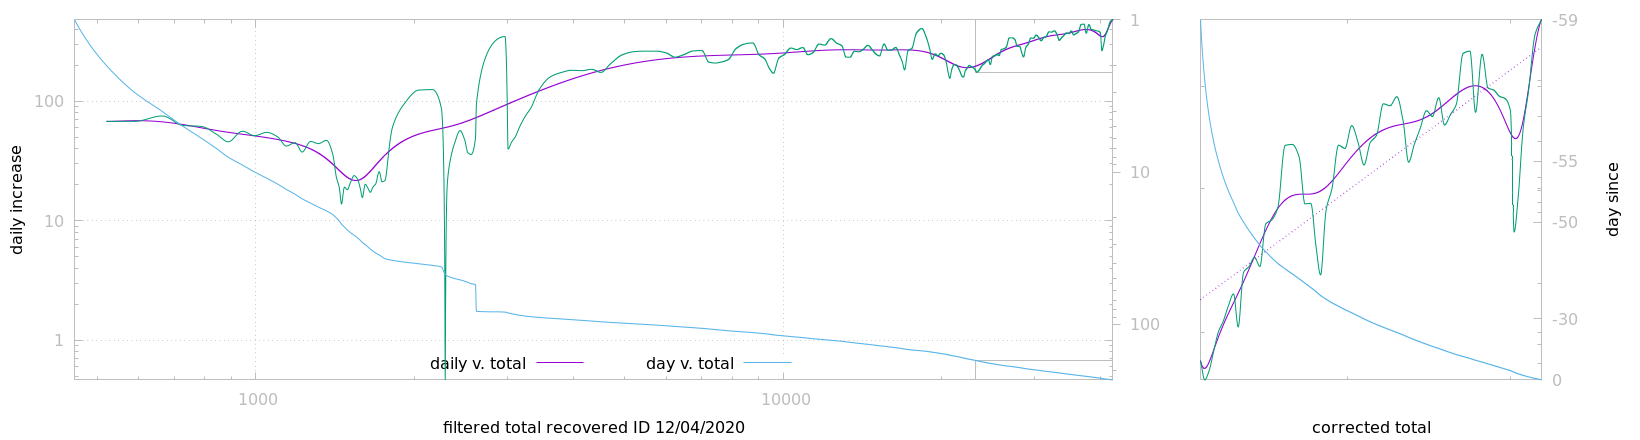 daily increase
100
10
1
1000
10000
1
10
100
daily v. total
day v. total
filtered total recovered ID 12/04/2020
-59
-55
-50
-30
0
day since
corrected total